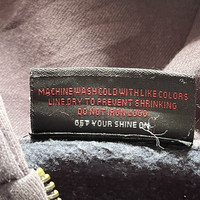 MACHINE WASH COLD WITH LIKE COLORS
LINE DRY TO PREVENT SHRINKING
DO NOT IRON LOGO
GET YOUR SHINE ON